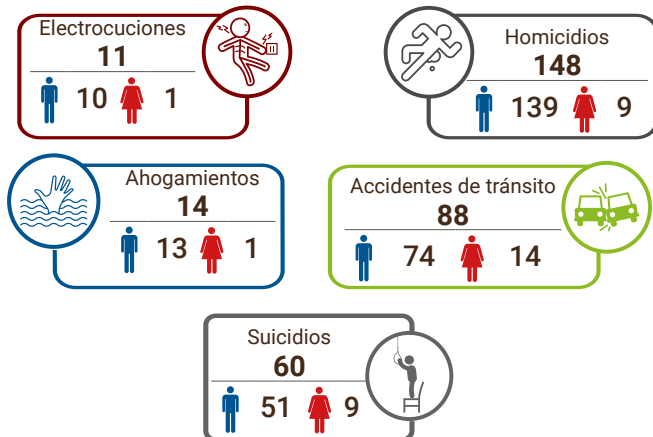 Electrocuciones
11
10 1
Homicidios
148
139 9
Ahogamientos
14
13 1
Accidentes de tránsito
88
74 14
Suicidios
60
51 9